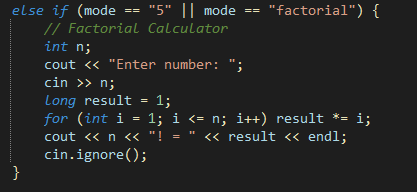 else if (mode == "5" || mode == "factorial") {
// Factorial Calculator
int n;
cout << "Enter number: ";
cin >> n;
long result = 1;
for (int i = 1; i <= n; i++) result *= i;
cout << n << "! = " << result << endl;
cin.ignore();
}